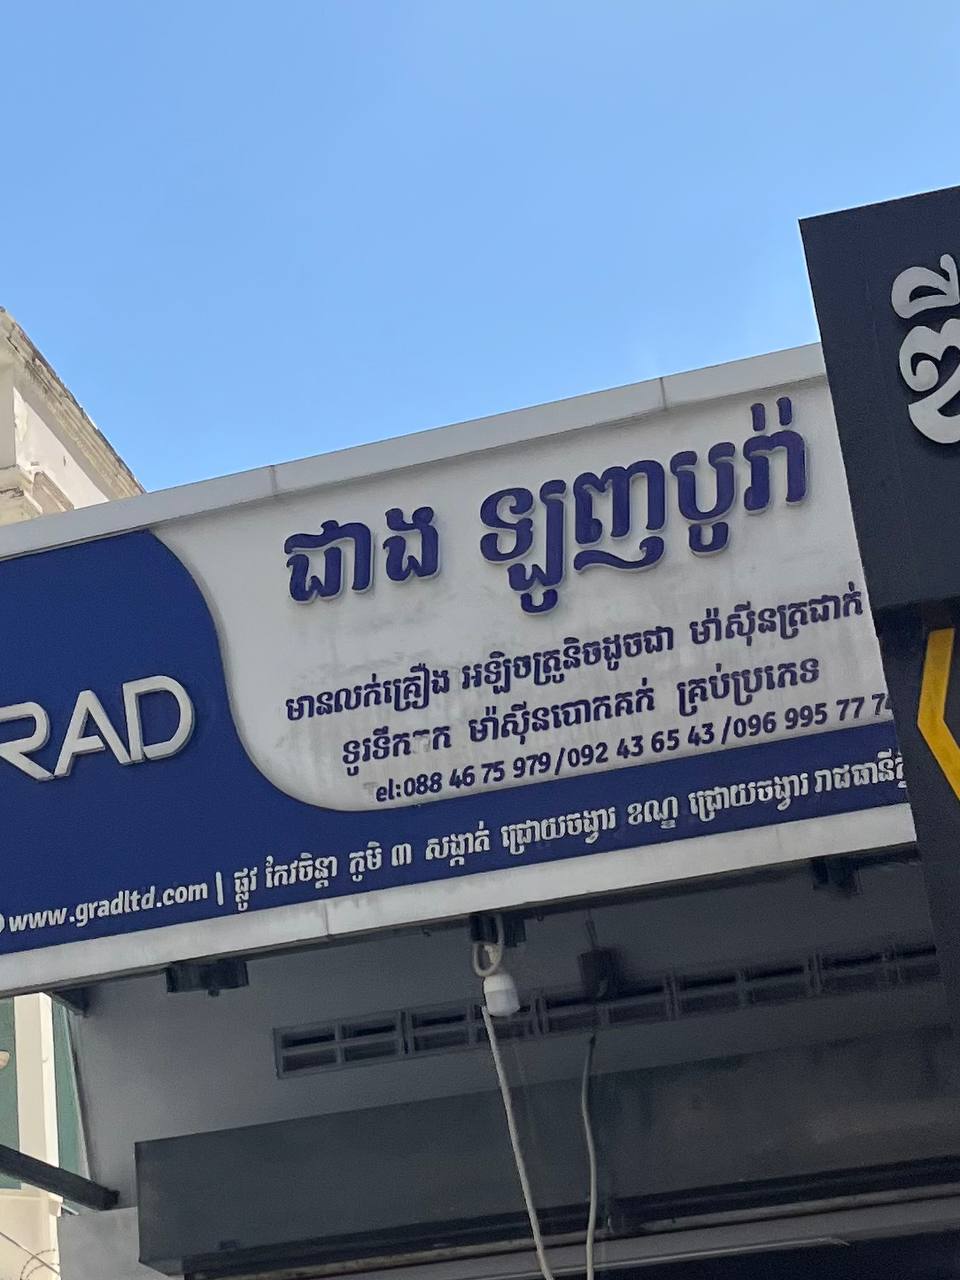 ជាង ឡូញបូរ៉ា
មានលក់គ្រឿង អេឡិចត្រូនិចដូចជា ម៉ាស៊ីនត្រជាក់
ទូរទឹកកក ម៉ាស៊ីនបោកគក់ គ្រប់ប្រភេទ
el:088 46 75 979/092 43 65 43/096 995 77 7
RAD
www.gradltd.com | ផ្លូវ កែវចិន្តា ភូមិ ៣ សង្កាត់ ជ្រោយចង្វារ ខណ្ឌ ជ្រោយចង្វារ រាជធានី